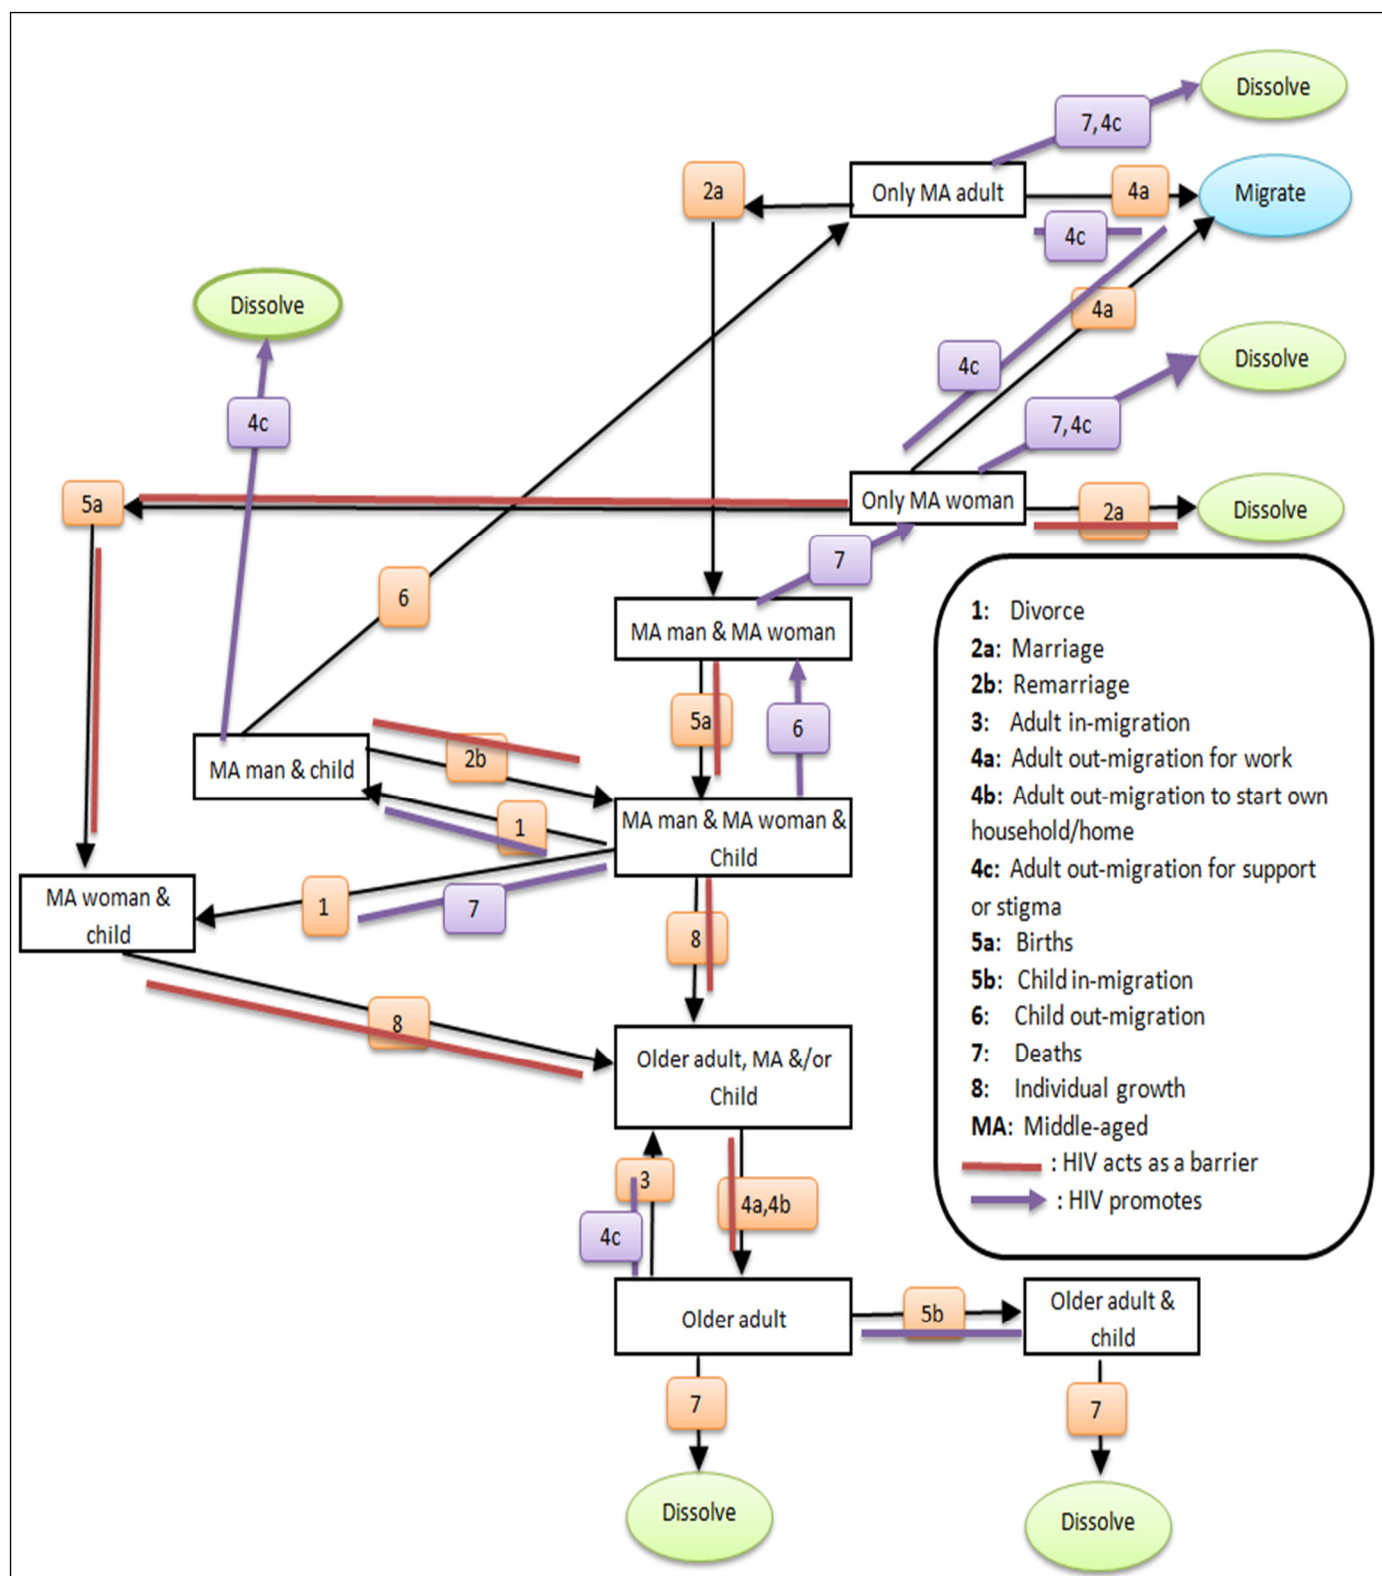 Dissolve
7, 4c
2a
Only MA adult
4a
Migrate
4c
Dissolve
4a
4c
Dissolve
4c
7, 4c
5a
Only MA woman
2a
Dissolve
7
6
MA man & MA woman
5a
6
MA man & child
2b
1
MA man & MA woman &
Child
MA woman &
child
1
7
8
8
Older adult, MA &/or
Child
3
4c
4a,4b
Older adult
5b
Older adult &
child
7
7
Dissolve
Dissolve
1: Divorce
2a: Marriage
2b: Remarriage
3: Adult in-migration
4a: Adult out-migration for work
4b: Adult out-migration to start own
household/home
4c: Adult out-migration for support
or stigma
5a: Births
5b: Child in-migration
6: Child out-migration
7: Deaths
8: Individual growth
MA: Middle-aged
: HIV acts as a barrier
: HIV promotes